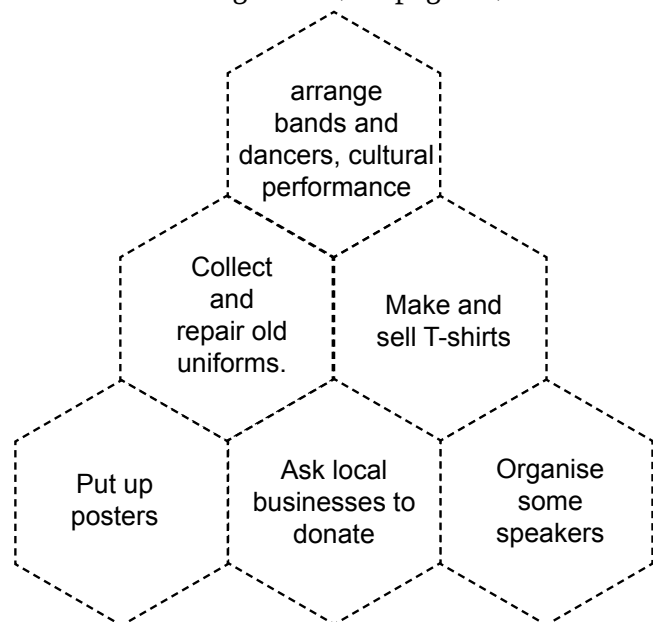 arrange
bands and
dancers, cultural
performance
Collect
and
repair old
uniforms.
Make and
sell T-shirts
Put up
posters
Ask local
businesses to
donate
Organise
some
speakers